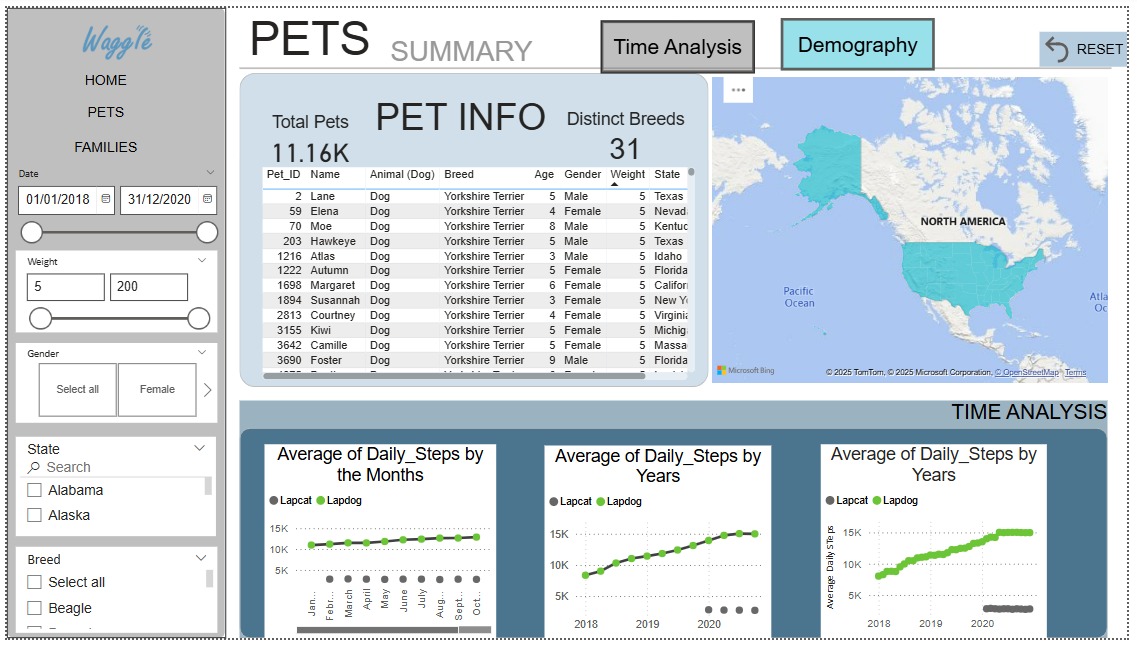 Waggle
HOME
PETS
FAMILIES
Date
01/01/2018 31/12/2020
Weight
5 200
Gender
Select all Female
State
Search
Alabama
Alaska
Breed
Select all
Beagle
PETS SUMMARY
Time Analysis
Demography
RESET
Total Pets
11.16K
PET INFO
Distinct Breeds
31
Pet_ID Name Animal (Dog) Breed Age Gender Weight State
2 Lane Dog Yorkshire Terrier 5 Male 5 Texas
59 Elena Dog Yorkshire Terrier 4 Female 5 Nevad
70 Moe Dog Yorkshire Terrier 8 Male 5 Kentuc
203 Hawkeye Dog Yorkshire Terrier 5 Male 5 Texas
1216 Atlas Dog Yorkshire Terrier 3 Male 5 Idaho
1222 Autumn Dog Yorkshire Terrier 5 Female 5 Florida
1698 Margaret Dog Yorkshire Terrier 6 Female 5 Califor
1894 Susannah Dog Yorkshire Terrier 3 Female 5 New Y
2813 Courtney Dog Yorkshire Terrier 4 Female 5 Virginia
3155 Kiwi Dog Yorkshire Terrier 5 Female 5 Michig
3642 Camille Dog Yorkshire Terrier 5 Female 5 Massa
3690 Foster Dog Yorkshire Terrier 9 Male 5 Florida
NORTH AMERICA
Pacific
Ocean
Atla
Oc
Microsoft Bing
© 2025 TomTom, © 2025 Microsoft Corporation, © OpenStreetMap Terms
TIME ANALYSIS
Average of Daily_Steps by
the Months
Lapcat Lapdog
15K
10K
5K
Jan...
Febr...
March
April
May
June
July
Aug...
Sept...
Oct...
Average of Daily_Steps by
Years
Lapcat Lapdog
15K
10K
5K
2018 2019 2020
Average of Daily_Steps by
Years
Lapcat Lapdog
Average Daily STeps
15K
10K
5K
2018 2019 2020